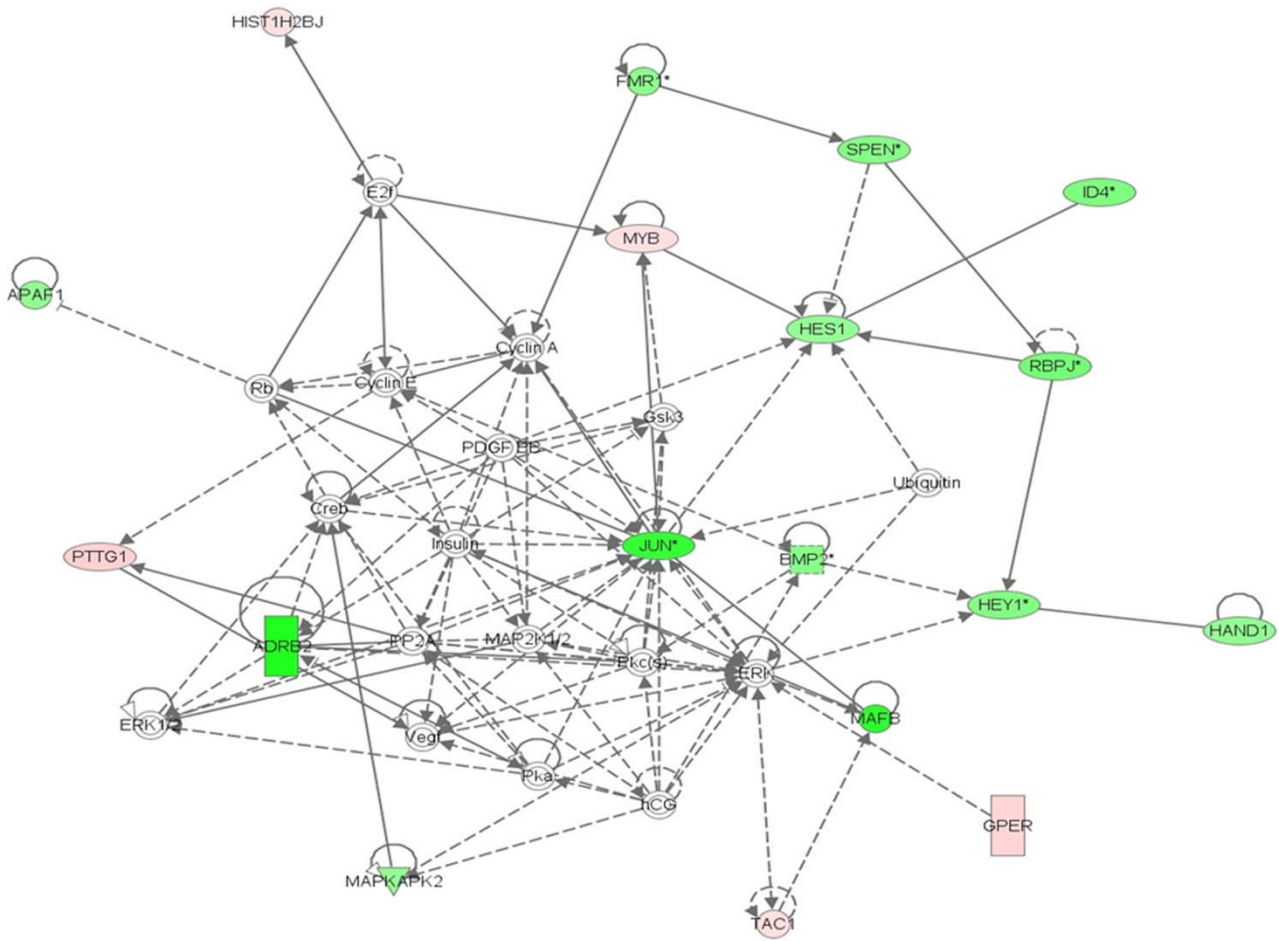 HIST1H2BJ
FMR1*
SPEN*
E2f
ID4*
MYB
APAF1
HES1
Cyclin A
RBPJ*
Rb
Cyclin E
Gsk3
PDGF BB
Ubiquitin
Creb
Insulin
JUN*
PTTG1
BMP2*
HEY1*
HAND1
ADRB2
PP2A
MAP2K1/2
Pkc(s)
ERK
ERK1/2
MAFB
Vegf
Pka
hCG
GPER
MAPKAPK2
TAC1